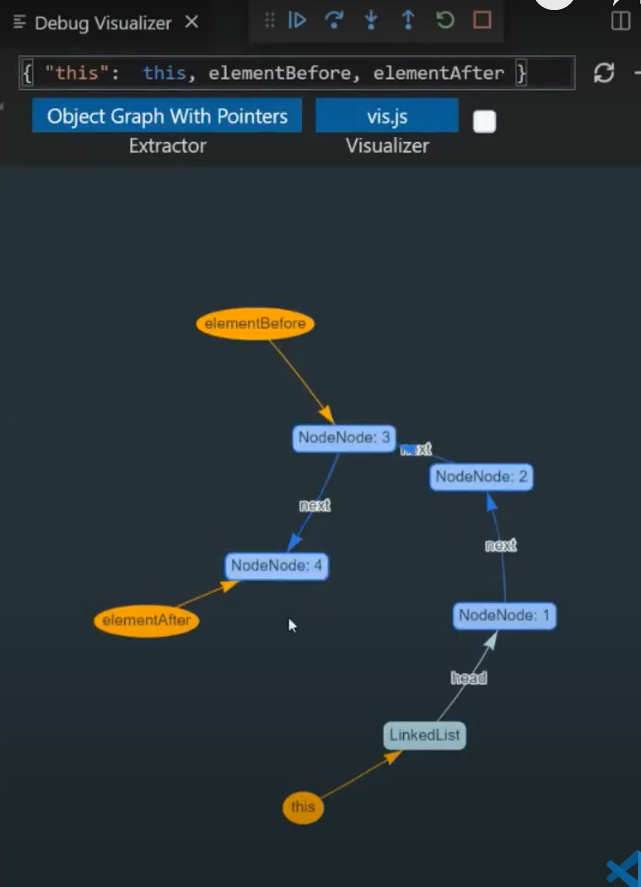 Debug Visualizer
{ "this": this, elementBefore, elementAfter }
Object Graph With Pointers vis.js
Extractor Visualizer
elementBefore
NodeNode: 3
next
NodeNode: 2
next
next
NodeNode: 4
NodeNode: 1
elementAfter
head
LinkedList
this